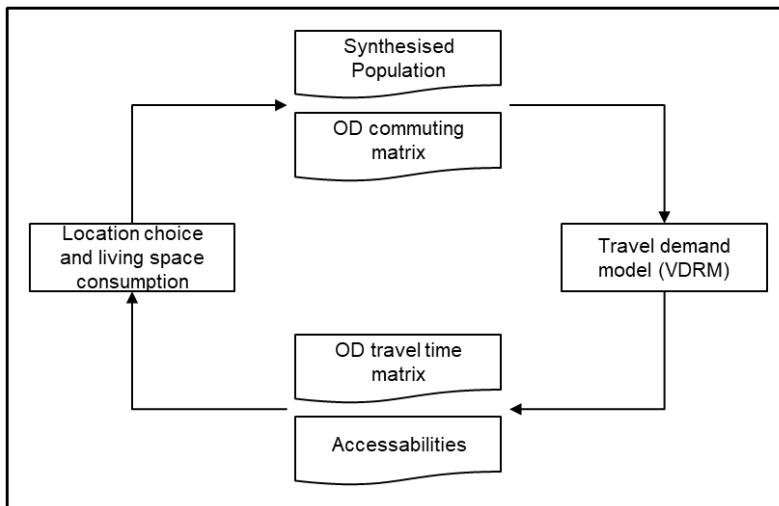 Synthesised
Population
OD commuting
matrix
Location choice
and living space
consumption
Travel demand
model (VDRM)
OD travel time
matrix
Accessabilities